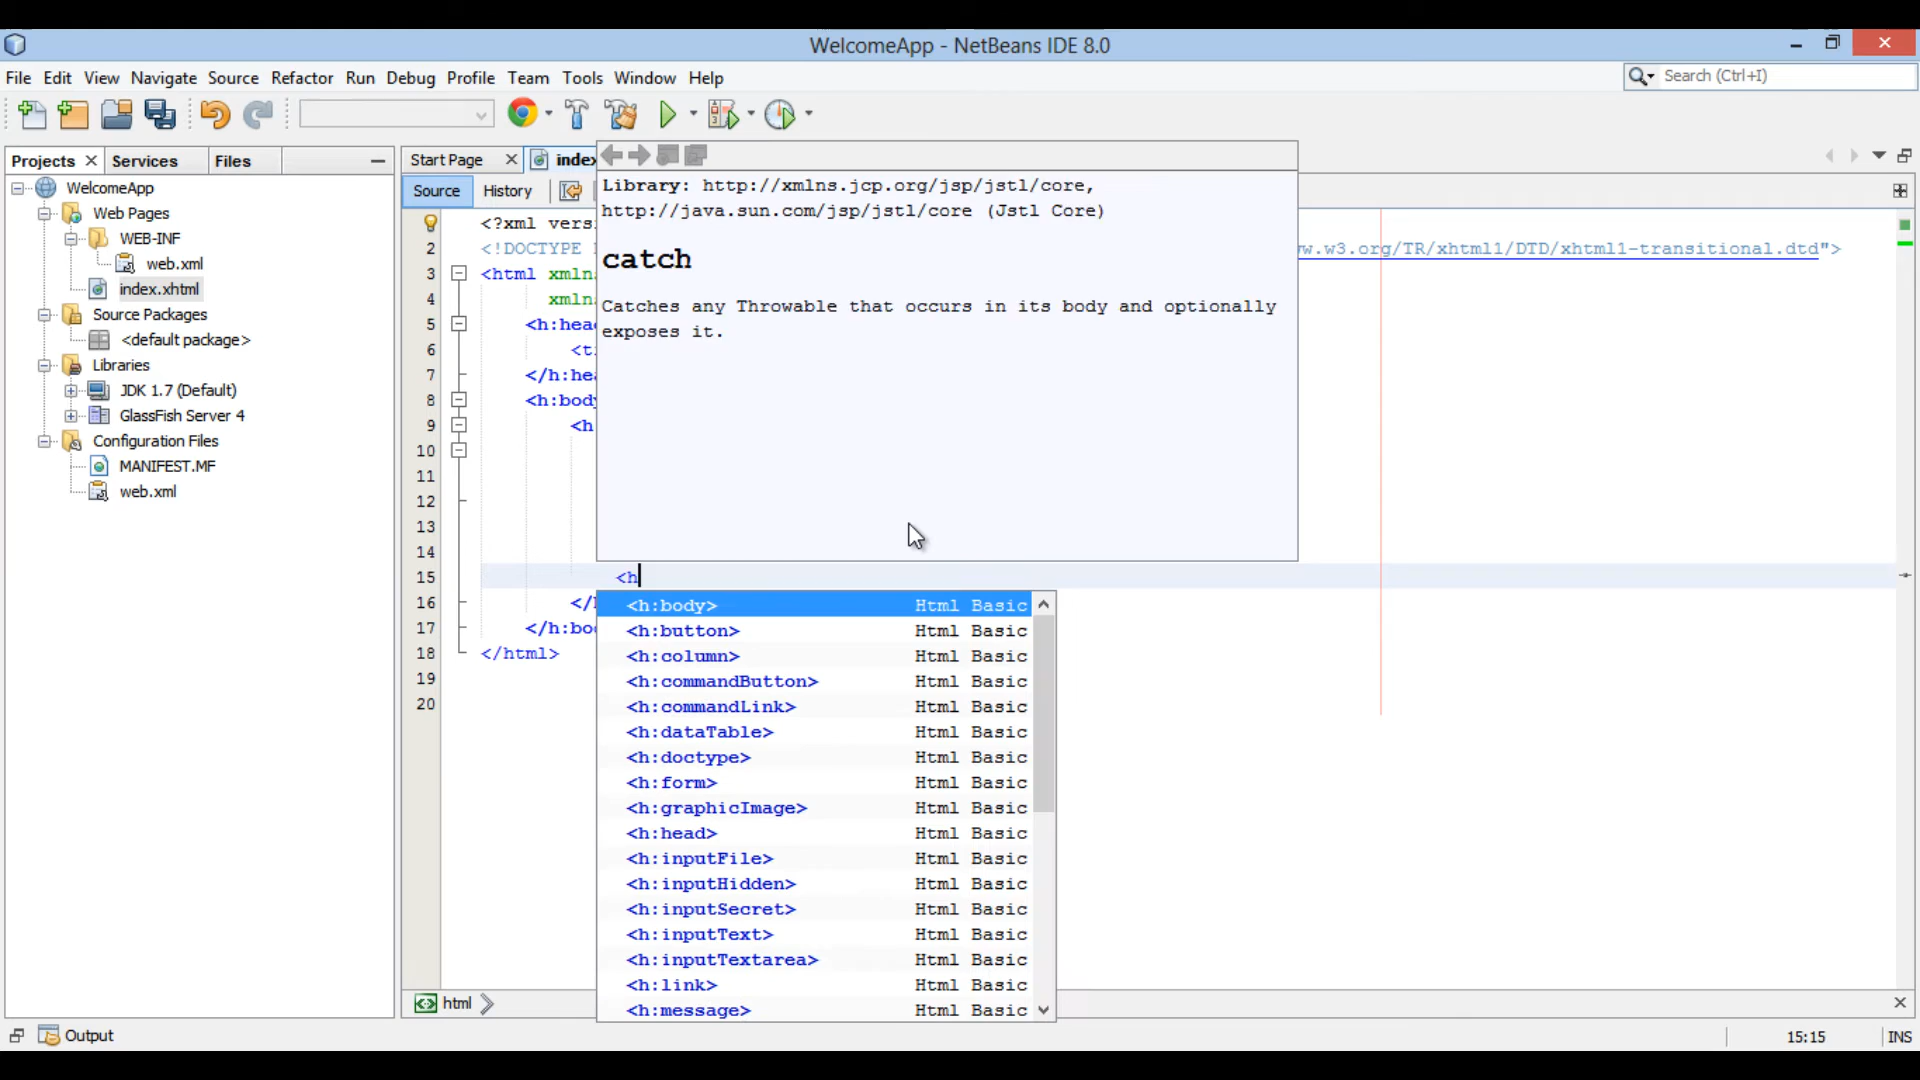 WelcomeApp - NetBeans IDE 8.0
File Edit View Navigate Source Refactor Run Debug Profile Team Tools Window Help
Search (Ctrl+I)
Projects Services Files
WelcomeApp
Web Pages
WEB-INF
web.xml
index.xhtml
Source Packages
<default package>
Libraries
JDK 1.7 (Default)
GlassFish Server 4
Configuration Files
MANIFEST.MF
web.xml
Start Page index
Source History
<?xml vers
2 <!DOCTYPE w.w3.org/TR/xhtml1/DTD/xhtml1-transitional.dtd">
3 <html xmln
4 xmln
5 <h:hea
6 <t
7 </h:he
8 <h:body
9 <h
10
11
12
13
14
15 <h
16 </
17 </h:bo
18 </html>
19
20
Library: http://xmlns.jcp.org/jsp/jstl/core,
http://java.sun.com/jsp/jstl/core (Jstl Core)
catch
Catches any Throwable that occurs in its body and optionally
exposes it.
<h:body> Html Basic
<h:button> Html Basic
<h:column> Html Basic
<h:commandButton> Html Basic
<h:commandLink> Html Basic
<h:dataTable> Html Basic
<h:doctype> Html Basic
<h:form> Html Basic
<h:graphicImage> Html Basic
<h:head> Html Basic
<h:inputFile> Html Basic
<h:inputHidden> Html Basic
<h:inputSecret> Html Basic
<h:inputText> Html Basic
<h:inputTextarea> Html Basic
<h:link> Html Basic
<h:message> Html Basic
html
Output
15:15 INS